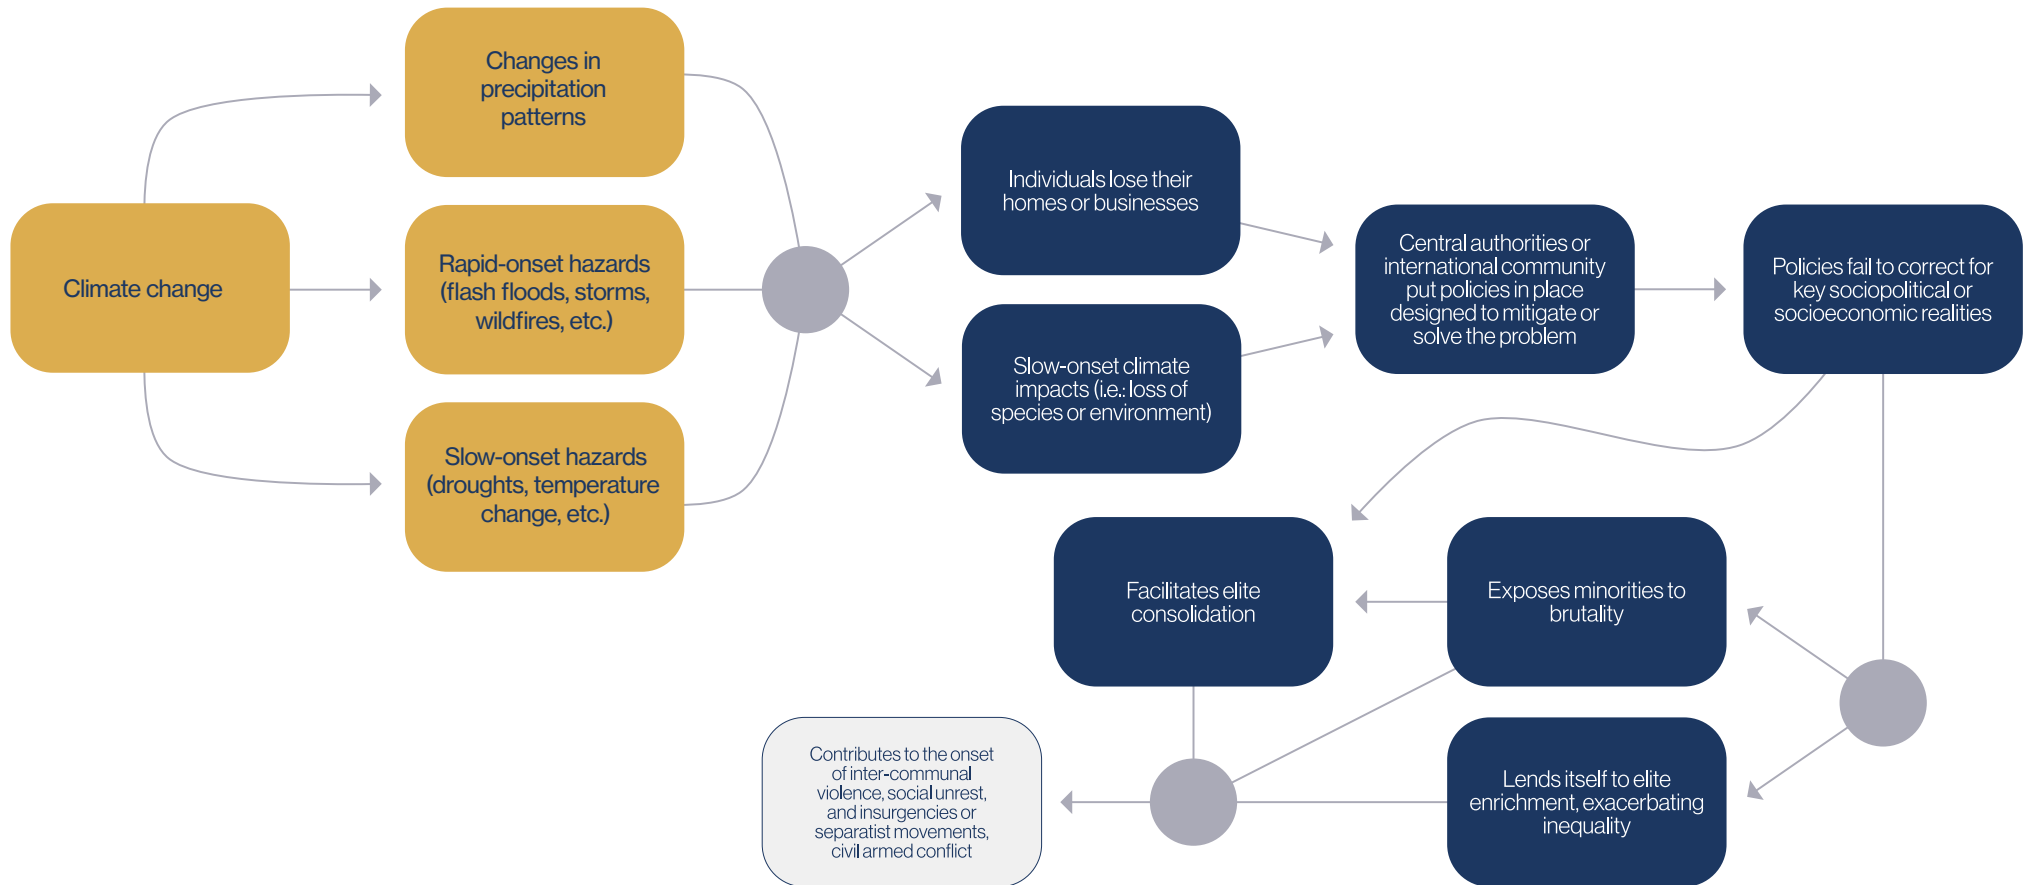 Climate change
Changes in
precipitation
patterns
Rapid-onset hazards
(flash floods, storms,
wildfires, etc.)
Slow-onset hazards
(droughts, temperature
change, etc.)
Individuals lose their
homes or businesses
Slow-onset climate
impacts (i.e.: loss of
species or environment)
Central authorities or
international community
put policies in place
designed to mitigate or
solve the problem
Policies fail to correct for
key sociopolitical or
socioeconomic realities
Facilitates elite
consolidation
Exposes minorities to
brutality
Lends itself to elite
enrichment, exacerbating
inequality
Contributes to the onset
of inter-communal
violence, social unrest,
and insurgencies or
separatist movements,
civil armed conflict